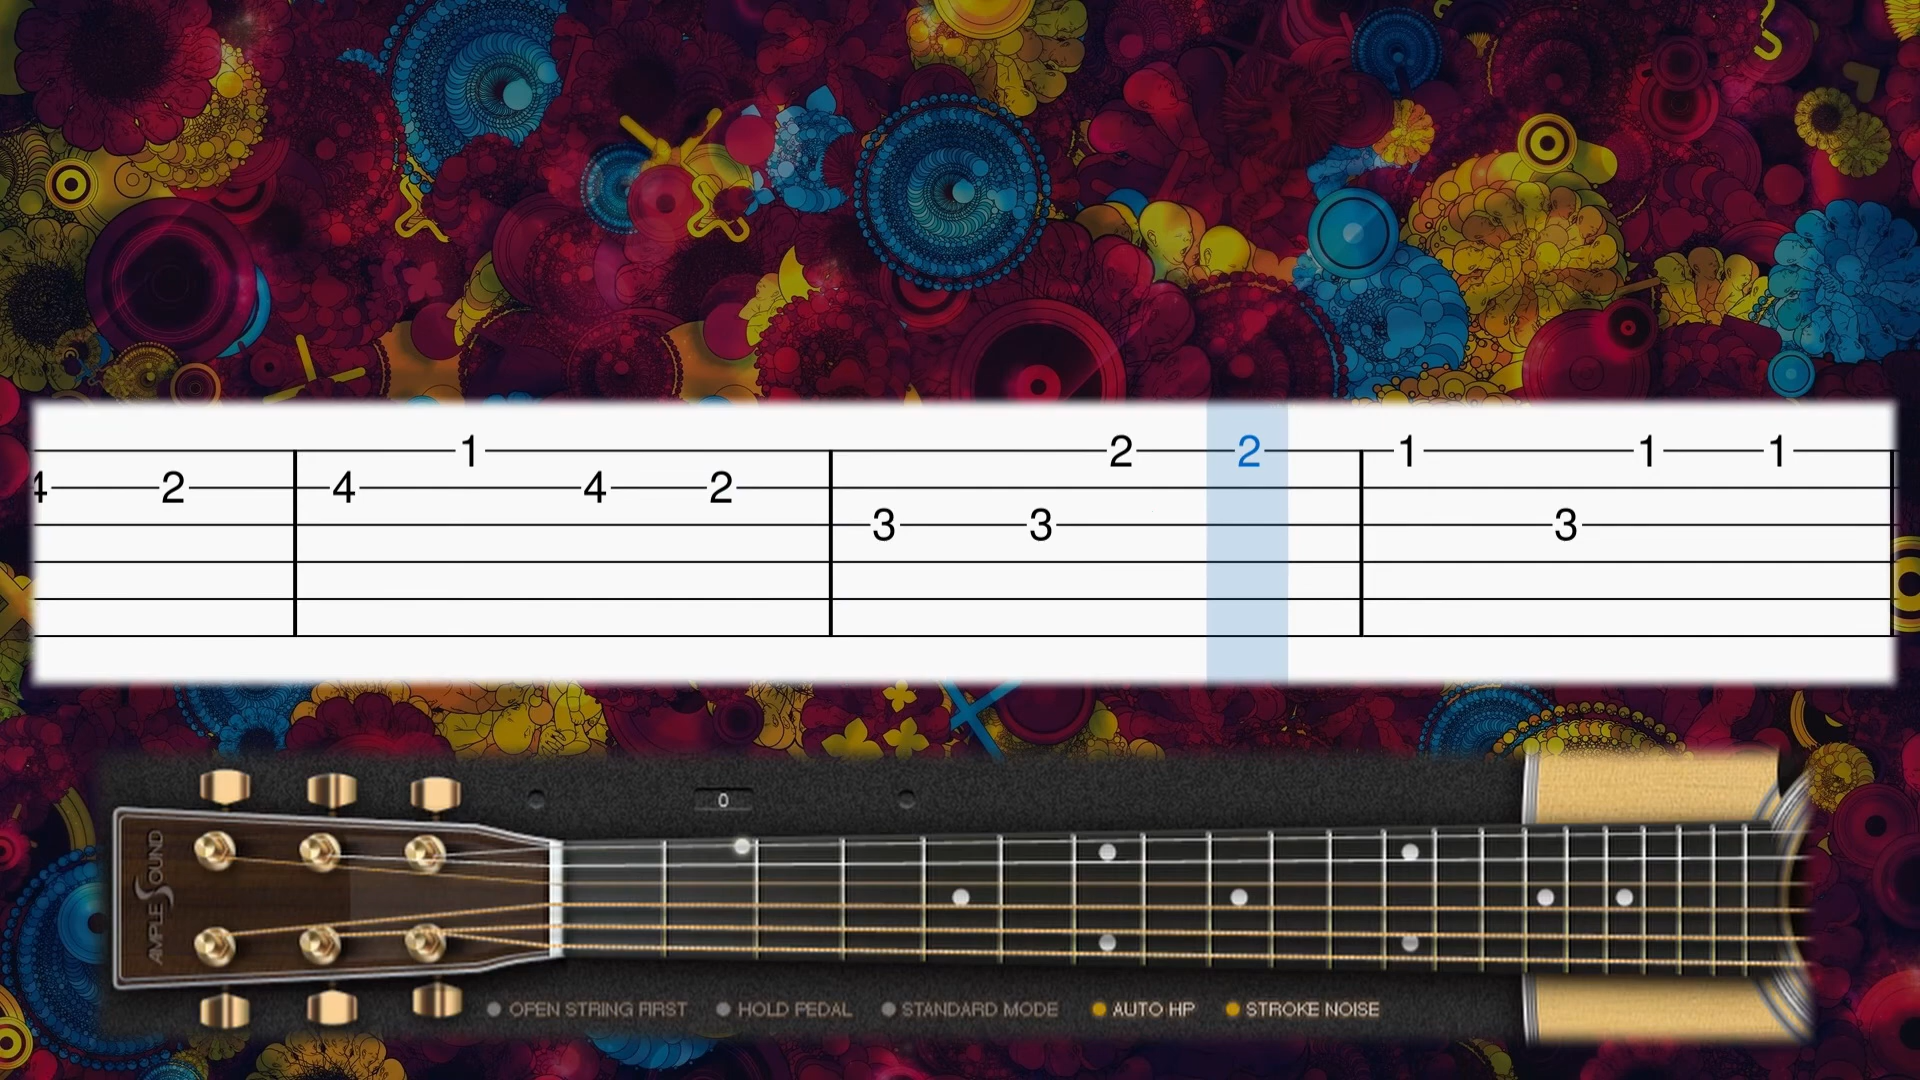 1 2 2 1 1 1
4 2 4 4 2
3 3 3
0
AMPLE SOUND
OPEN STRING FIRST HOLD PEDAL STANDARD MODE AUTO HP STROKE NOISE